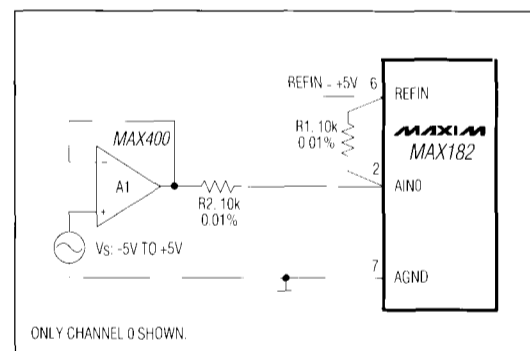 REFIN - +5V
6
REFIN
MAX400
R1. 10k
0.01%
MAXIM
MAX182
A1
2
AIN0
R2. 10k
0.01%
VS: -5V TO +5V
7
AGND
ONLY CHANNEL 0 SHOWN.